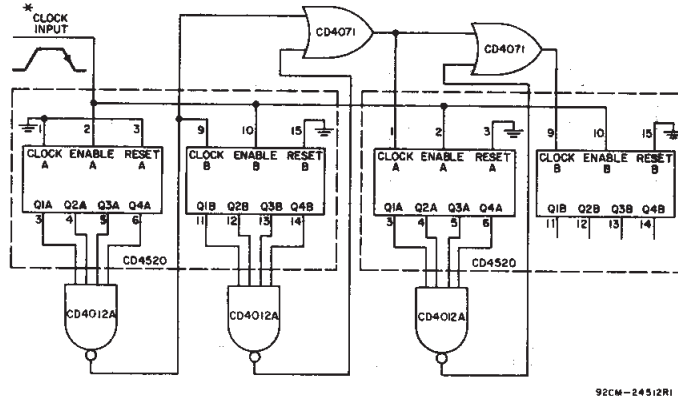 *
CLOCK
INPUT
CD4071
CD4071
1 2 3
CLOCK ENABLE RESET
A A A
Q1A Q2A Q3A Q4A
3 4 5 6
9 10 15
CLOCK ENABLE RESET
B B B
Q1B Q2B Q3B Q4B
11 12 13 14
CD4520
1 2 3
CLOCK ENABLE RESET
A A A
Q1A Q2A Q3A Q4A
3 4 5 6
9 10 15
CLOCK ENABLE RESET
B B B
Q1B Q2B Q3B Q4B
11 12 13 14
CD4520
CD4012A
CD4012A
CD4012A
92CM-24512R1